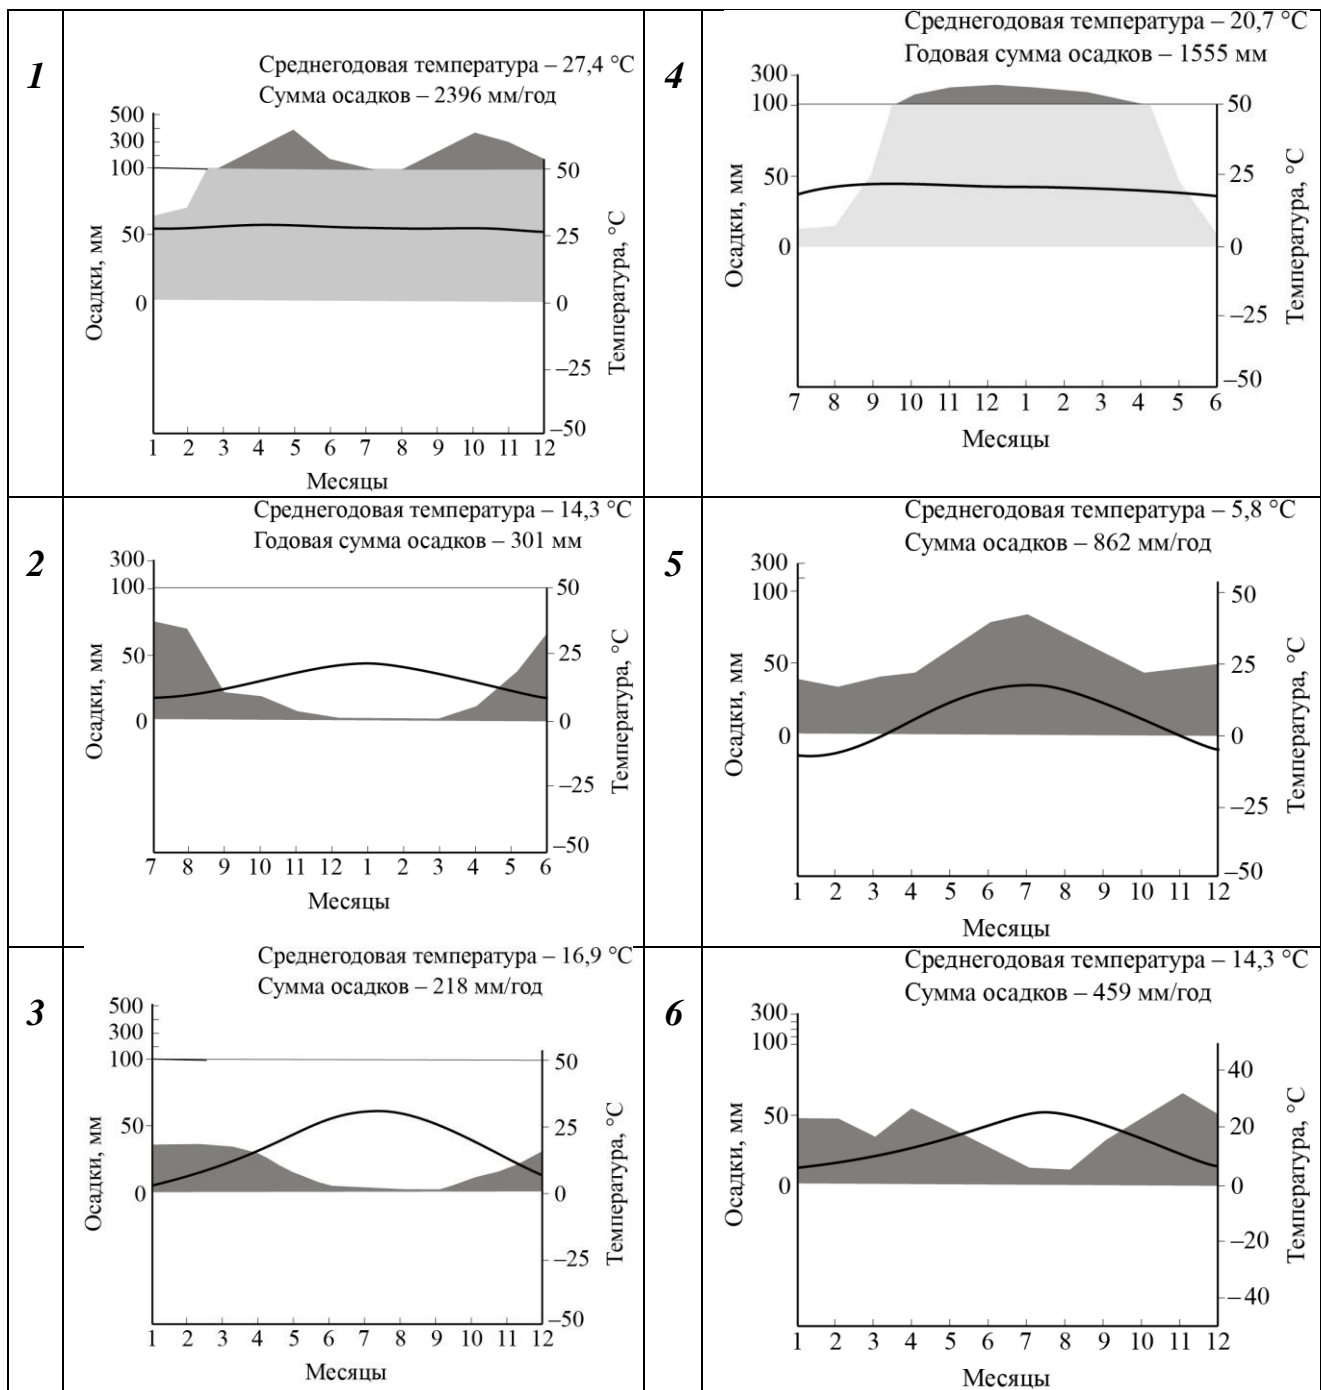 1
Среднегодовая температура – 27,4 °C
Сумма осадков – 2396 мм/год
500
300
100
50
0
50
25
0
–25
–50
Осадки, мм
Температура, °C
1 2 3 4 5 6 7 8 9 10 11 12
Месяцы
4
Среднегодовая температура – 20,7 °C
Годовая сумма осадков – 1555 мм
300
100
50
0
50
25
0
–25
–50
Осадки, мм
Температура, °C
7 8 9 10 11 12 1 2 3 4 5 6
Месяцы
2
Среднегодовая температура – 14,3 °C
Годовая сумма осадков – 301 мм
300
100
50
0
50
25
0
–25
–50
Осадки, мм
Температура, °C
7 8 9 10 11 12 1 2 3 4 5 6
Месяцы
5
Среднегодовая температура – 5,8 °C
Сумма осадков – 862 мм/год
300
100
50
0
50
25
0
–25
–50
Осадки, мм
Температура, °C
1 2 3 4 5 6 7 8 9 10 11 12
Месяцы
3
Среднегодовая температура – 16,9 °C
Сумма осадков – 218 мм/год
500
300
100
50
0
50
25
0
–25
–50
Осадки, мм
Температура, °C
1 2 3 4 5 6 7 8 9 10 11 12
Месяцы
6
Среднегодовая температура – 14,3 °C
Сумма осадков – 459 мм/год
300
100
50
0
40
20
0
–20
–40
Осадки, мм
Температура, °C
1 2 3 4 5 6 7 8 9 10 11 12
Месяцы